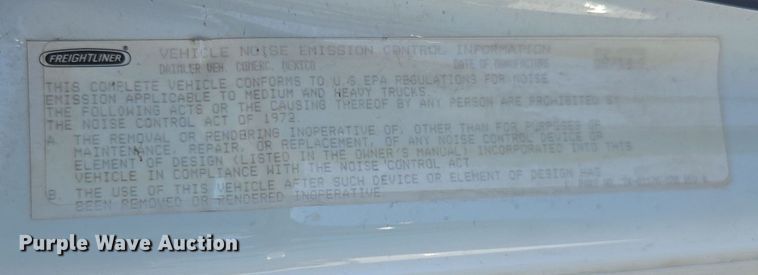 FREIGHTLINER
VEHICLE NOISE EMISSION CONTROL INFORMATION
DAIMLER VEH. COMERC. MEXICO DATE OF MANUFACTURE
THIS COMPLETE VEHICLE CONFORMS TO U.S EPA REGULATIONS FOR NOISE
EMISSION APPLICABLE TO MEDIUM AND HEAVY TRUCKS.
THE FOLLOWING ACTS OR THE CAUSING THEREOF BY ANY PERSON ARE PROHIBITED BY
THE NOISE CONTROL ACT OF 1972.
A. THE REMOVAL OR RENDERING INOPERATIVE OF, OTHER THAN FOR PURPOSES OF
MAINTENANCE, REPAIR, OR REPLACEMENT, OF ANY NOISE CONTROL DEVICE OR
ELEMENT OF DESIGN (LISTED IN THE OWNER'S MANUAL) INCORPORATED INTO THIS
VEHICLE IN COMPLIANCE WITH THE NOISE CONTROL ACT
B. THE USE OF THIS VEHICLE AFTER SUCH DEVICE OR ELEMENT OF DESIGN HAS
BEEN REMOVED OR RENDERED INOPERATIVE.
Purple Wave Auction